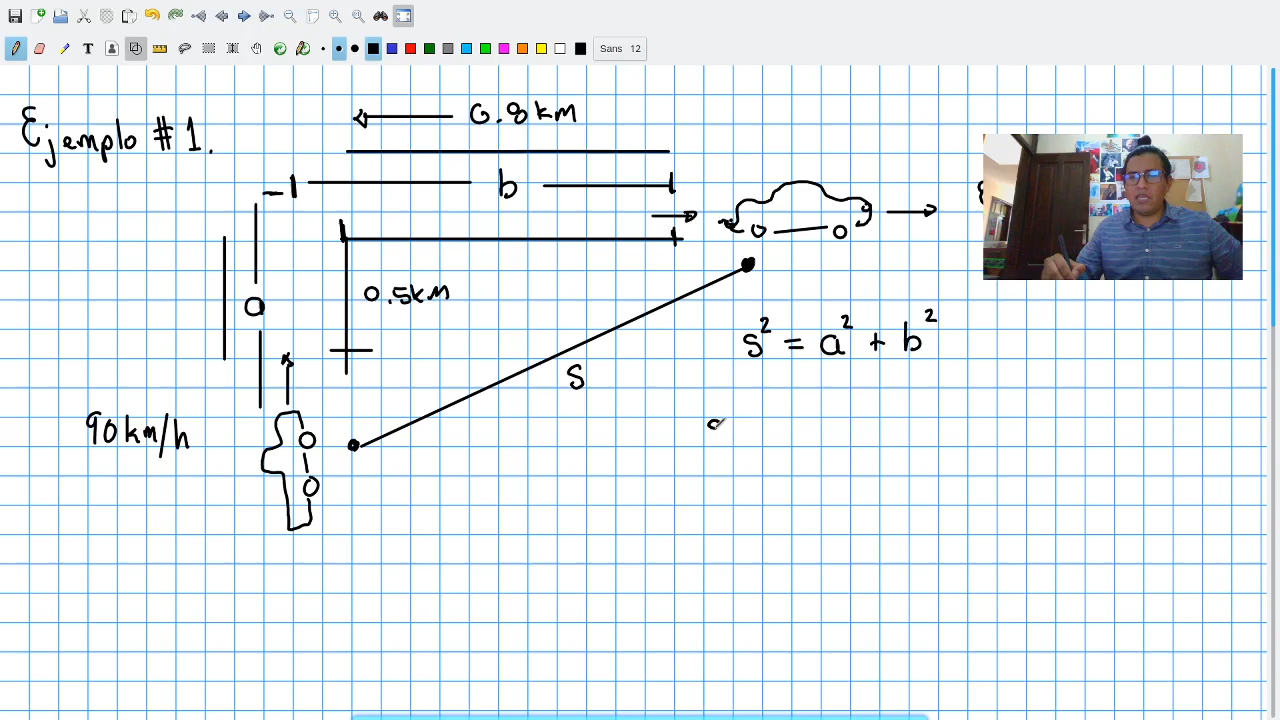 Sans 12
Ejemplo #1.
0.8km
b
a
0.5km
s² = a² + b²
S
90km/h